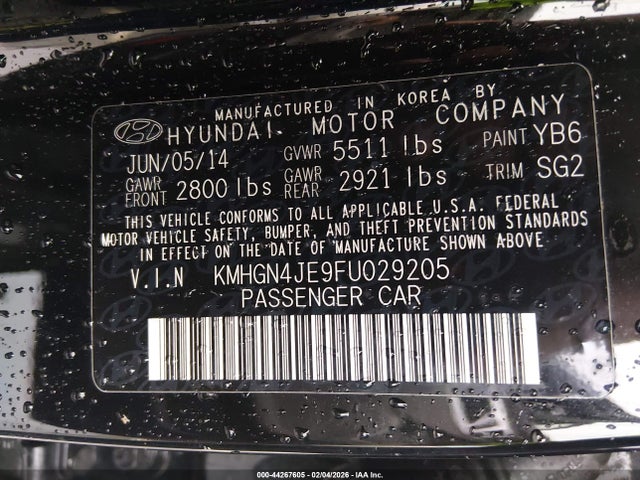 MANUFACTURED IN KOREA BY
HYUNDAI MOTOR COMPANY
JUN/05/14 GVWR 5511 lbs PAINT YB6
GAWR FRONT 2800 lbs GAWR REAR 2921 lbs TRIM SG2
THIS VEHICLE CONFORMS TO ALL APPLICABLE U.S.A. FEDERAL
MOTOR VEHICLE SAFETY, BUMPER, AND THEFT PREVENTION STANDARDS
IN EFFECT ON THE DATE OF MANUFACTURE SHOWN ABOVE
V.I.N KMHGN4JE9FU029205
PASSENGER CAR
000-44267605 - 02/04/2026 - IAA Inc.